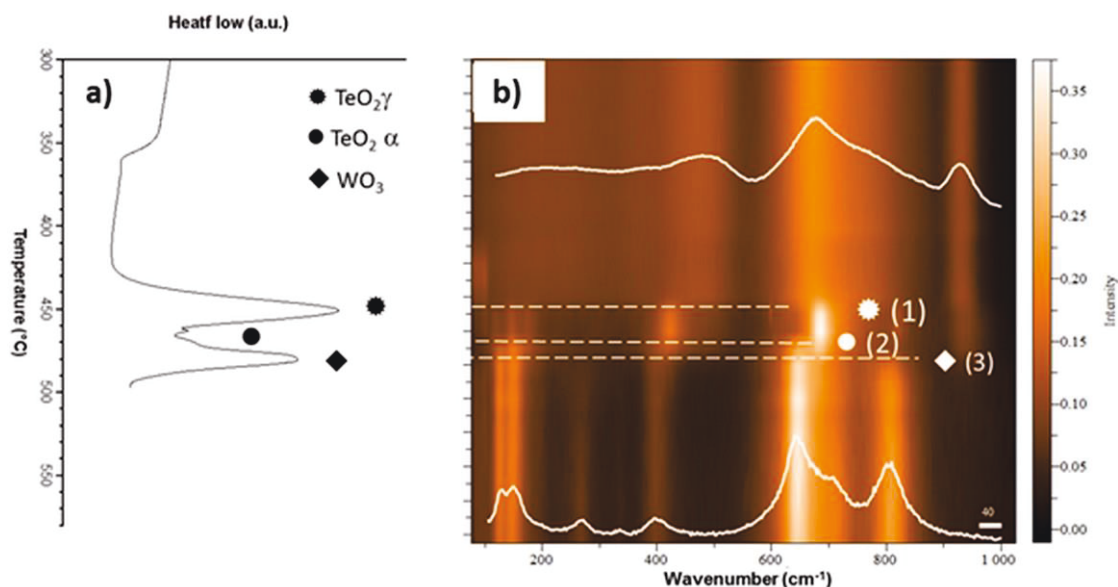 Heatf low (a.u.)
a)
TeO₂γ
TeO₂ α
WO₃
Temperature (°C)
300
350
400
450
500
550
b)
(1)
(2)
(3)
40
200
400
600
800
1 000
Wavenumber (cm⁻¹)
0.35
0.30
0.25
0.20
0.15
0.10
0.05
0.00
Intensity